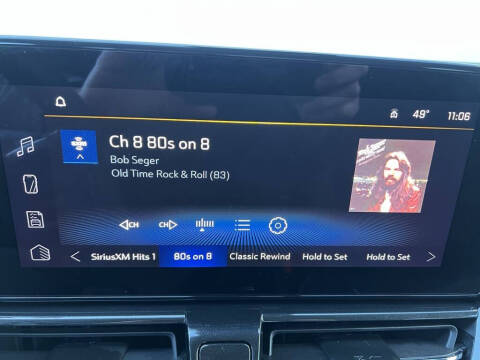 49° 11:06
SXM
Ch 8 80s on 8
Bob Seger
Old Time Rock & Roll (83)
CH CH
SiriusXM Hits 1 80s on 8 Classic Rewind Hold to Set Hold to Set